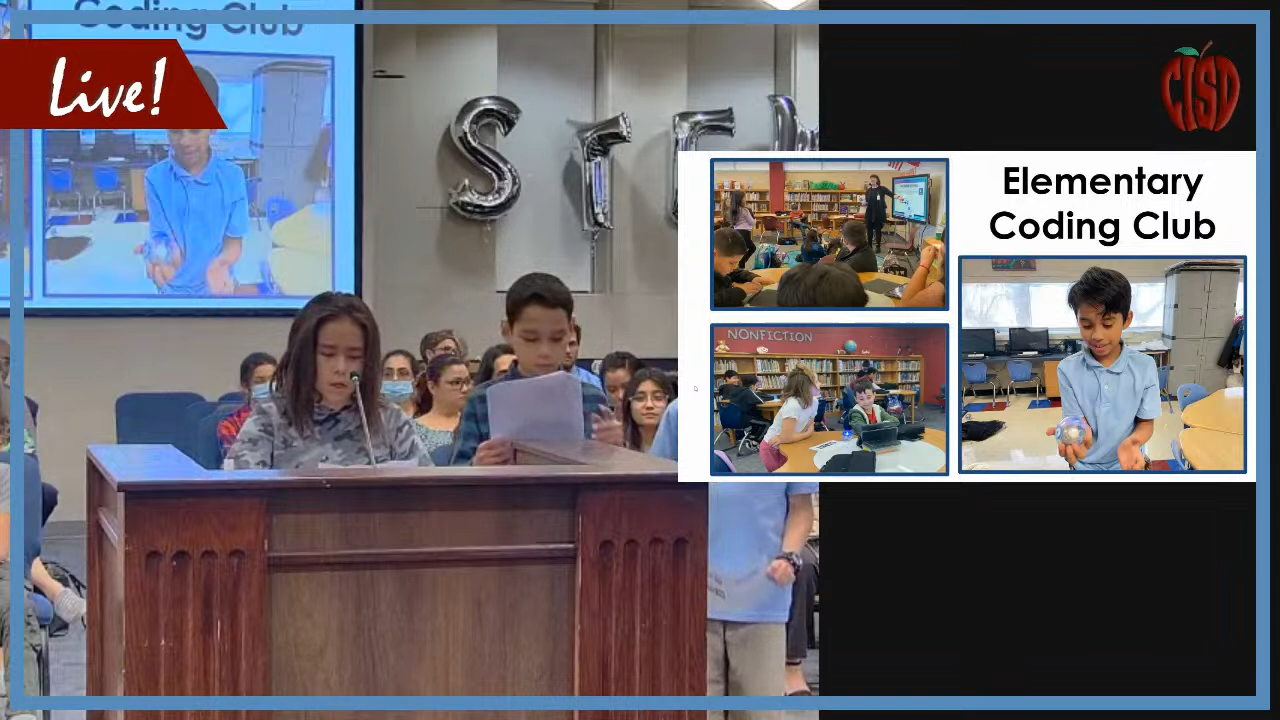 Coding Club
Live!
CISD
STE
Elementary
Coding Club
NONFICTION